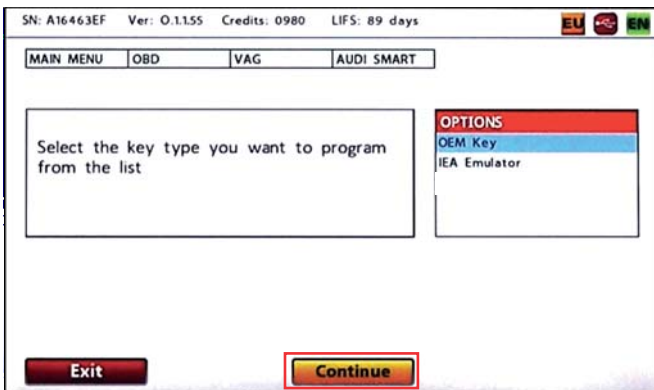 SN: A16463EF Ver: 0.1.1.55 Credits: 0980 LIFS: 89 days EU EN
MAIN MENU OBD VAG AUDI SMART
Select the key type you want to program
from the list
OPTIONS
OEM Key
IEA Emulator
Exit
Continue